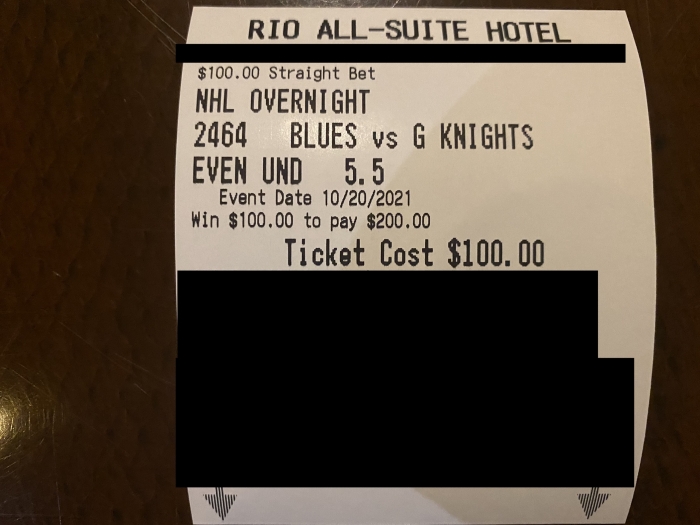 RIO ALL-SUITE HOTEL
$100.00 Straight Bet
NHL OVERNIGHT
2464 BLUES vs G KNIGHTS
EVEN UND 5.5
Event Date 10/20/2021
Win $100.00 to pay $200.00
Ticket Cost $100.00